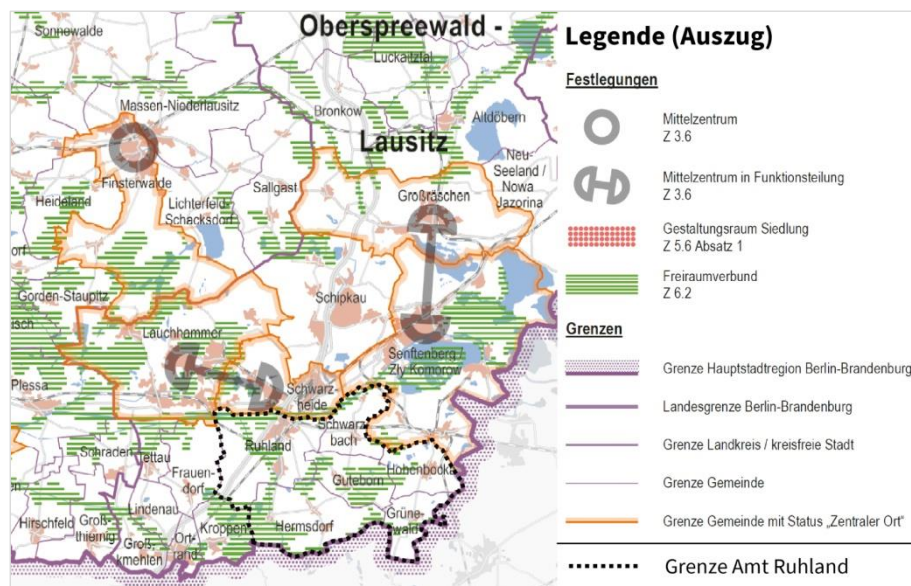 Sonnewalde
Oberspreewald -
Luckaitztal
Massen-Niederlausitz
Bronkow
Altdöbern
Lausitz
Neu-
Seeland /
Nowa
Jazorina
Finsterwalde
Sallgast
Großräschen
Heideland
Lichterfeld-
Schacksdorf
orf
Gorden-Staupitz
Schipkau
isch
Lauchhammer
Senftenberg /
Zły Komorow
Plessa
Schwarz-
heide
Schwarz-
bach
Ruhland
Schraden
Tettau
Hohenbocka
Frauen-
dorf
Guteborn
en
Lindenau
Grüne-
wald
Hirschfeld
Groß-
thiemig
Kroppen
Hermsdorf
Ort-
rand
Groß-
kmehlen
Legende (Auszug)
Festlegungen
Mittelzentrum
Z 3.6
Mittelzentrum in Funktionsteilung
Z 3.6
Gestaltungsraum Siedlung
Z 5.6 Absatz 1
Freiraumverbund
Z 6.2
Grenzen
Grenze Hauptstadtregion Berlin-Brandenburg
Landesgrenze Berlin-Brandenburg
Grenze Landkreis / kreisfreie Stadt
Grenze Gemeinde
Grenze Gemeinde mit Status „Zentraler Ort“
Grenze Amt Ruhland